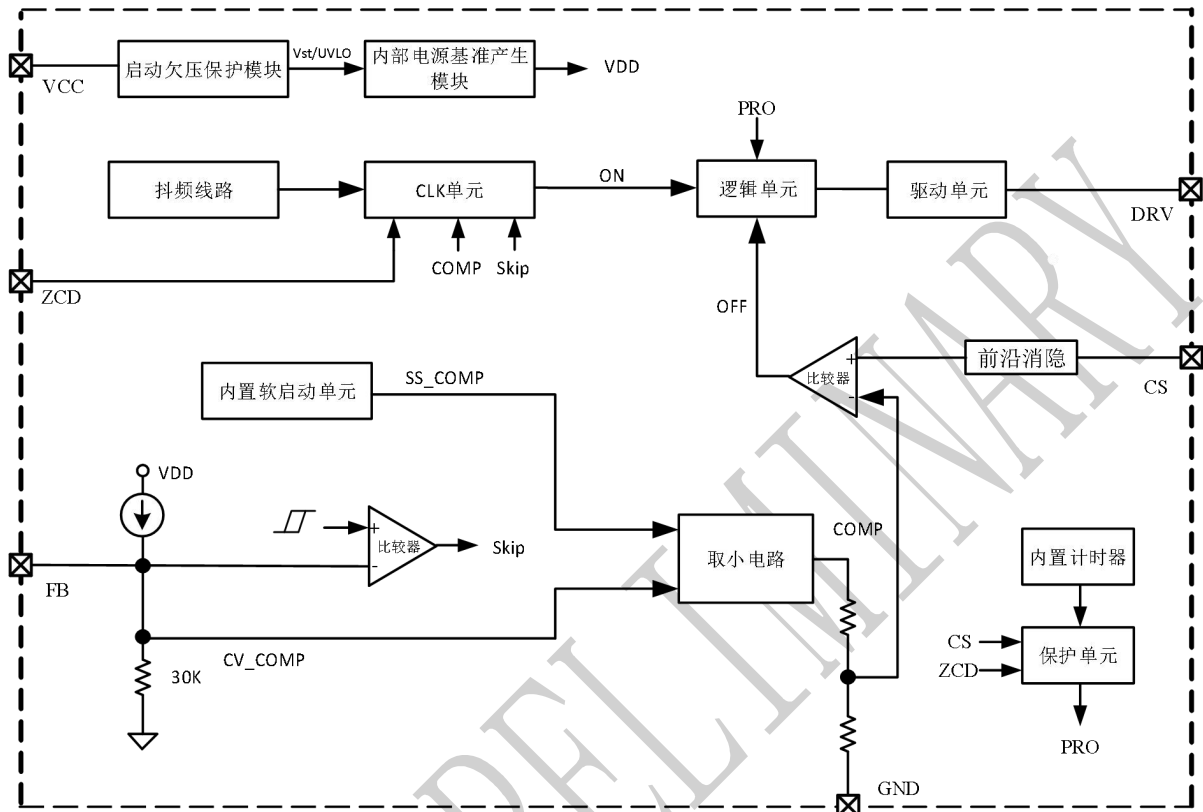 VCC
启动欠压保护模块
Vst/UVLO
内部电源基准产生
模块
VDD
PRO
抖频线路
CLK单元
ON
逻辑单元
驱动单元
DRV
COMP
Skip
ZCD
OFF
+
比较器
-
前沿消隐
CS
内置软启动单元
SS_COMP
VDD
+
比较器
-
Skip
FB
取小电路
COMP
内置计时器
CV_COMP
30K
CS
ZCD
保护单元
PRO
GND
PRELIMINARY